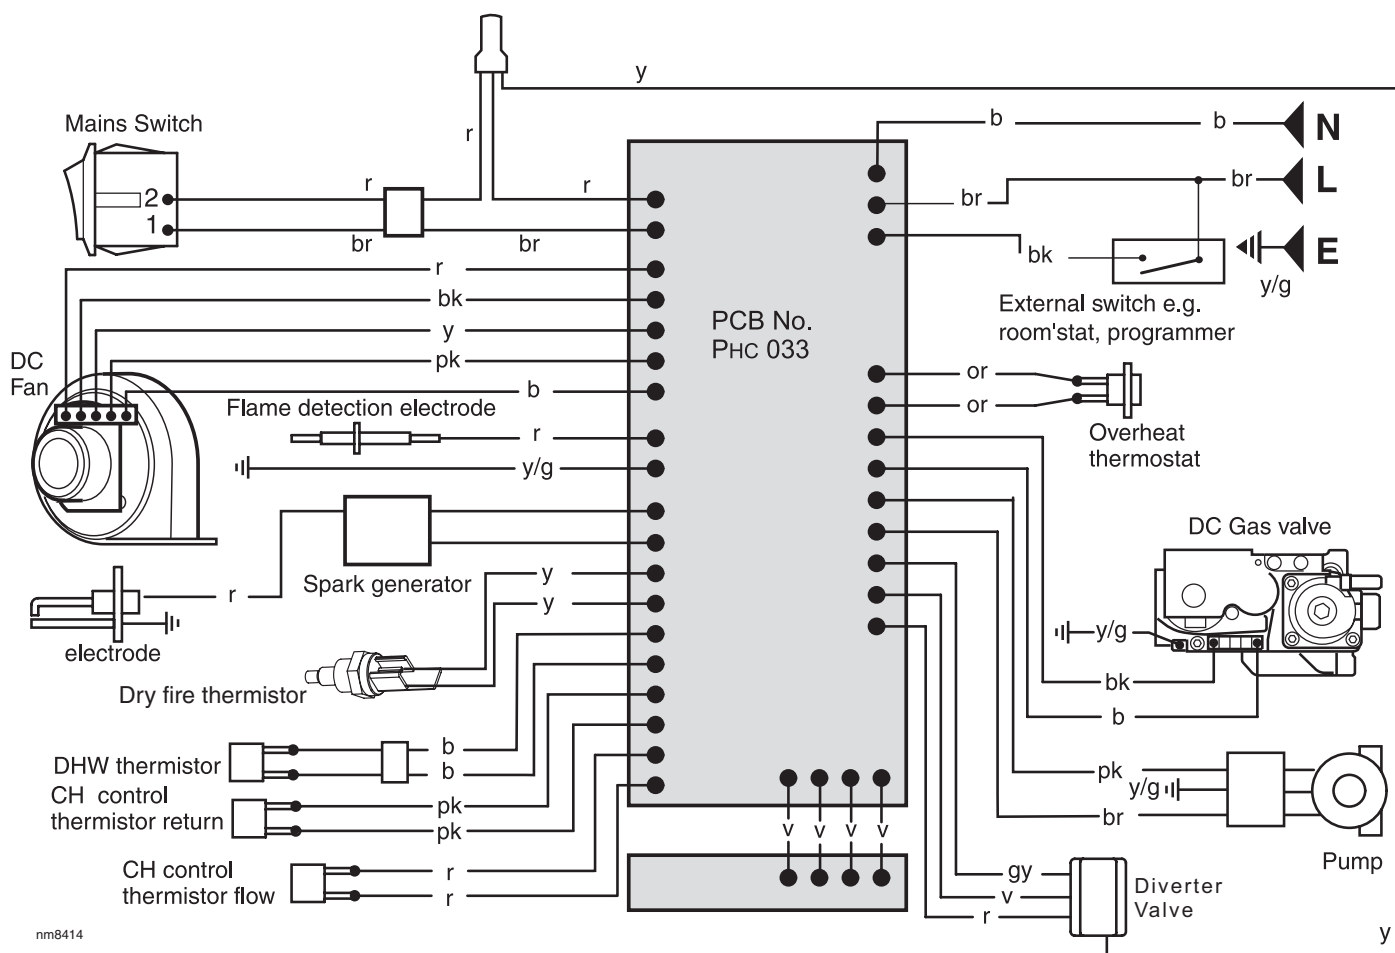 y
Mains Switch
r
b
b
N
2
r
r
br
br
L
1
br
br
r
bk
y/g
E
bk
External switch e.g.
room'stat, programmer
y
PCB No.
PHC 033
DC
Fan
pk
b
or
or
Flame detection electrode
r
Overheat
thermostat
y/g
DC Gas valve
Spark generator
y
r
y
y/g
electrode
bk
Dry fire thermistor
b
b
DHW thermistor
b
pk
CH control
thermistor return
pk
y/g
pk
br
v
v
v
v
CH control
thermistor flow
r
r
gy
Pump
v
r
Diverter
Valve
nm8414
y